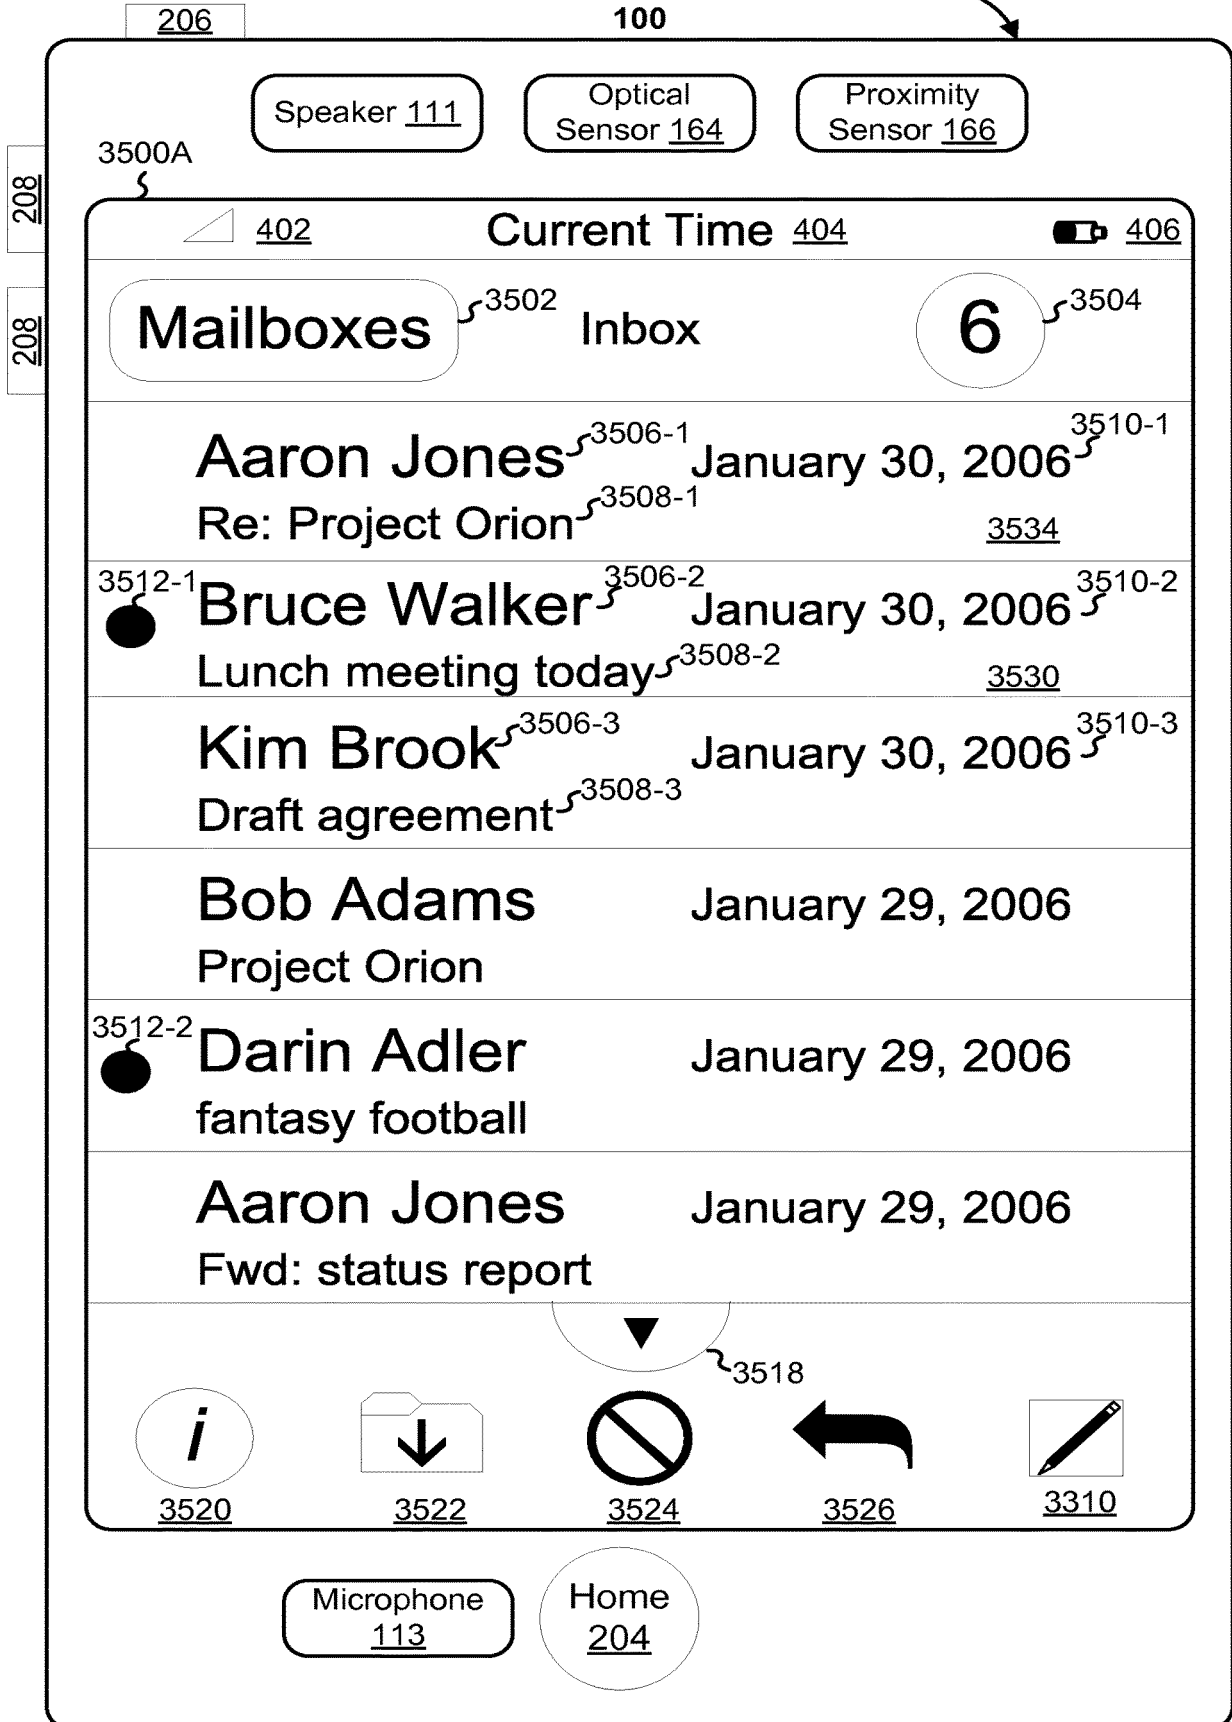 206
100
Speaker 111
Optical
Sensor 164
Proximity
Sensor 166
3500A
208
402
Current Time 404
406
208
Mailboxes
3502
Inbox
6
3504
Aaron Jones
3506-1
January 30, 2006
3510-1
Re: Project Orion
3508-1
3534
3512-1
Bruce Walker
3506-2
January 30, 2006
3510-2
Lunch meeting today
3508-2
3530
Kim Brook
3506-3
January 30, 2006
3510-3
Draft agreement
3508-3
Bob Adams
January 29, 2006
Project Orion
3512-2
Darin Adler
January 29, 2006
fantasy football
Aaron Jones
January 29, 2006
Fwd: status report
3518
i
3520
3522
3524
3526
3310
Microphone
113
Home
204